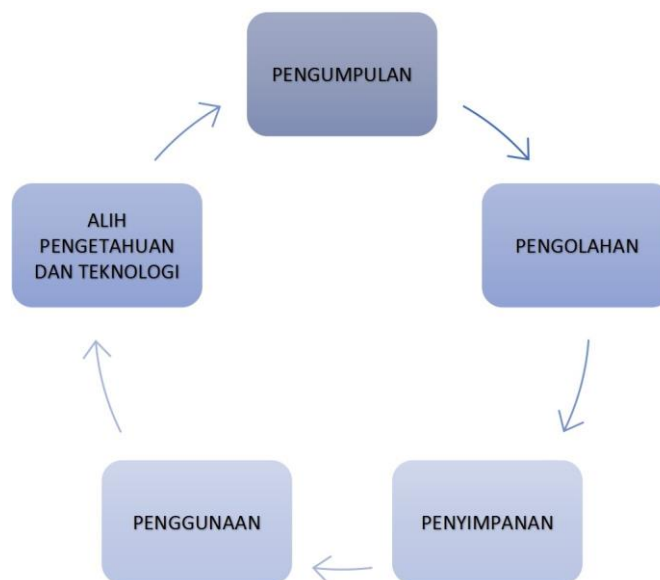 PENGUMPULAN
PENGOLAHAN
PENYIMPANAN
PENGGUNAAN
ALIH
PENGETAHUAN
DAN TEKNOLOGI